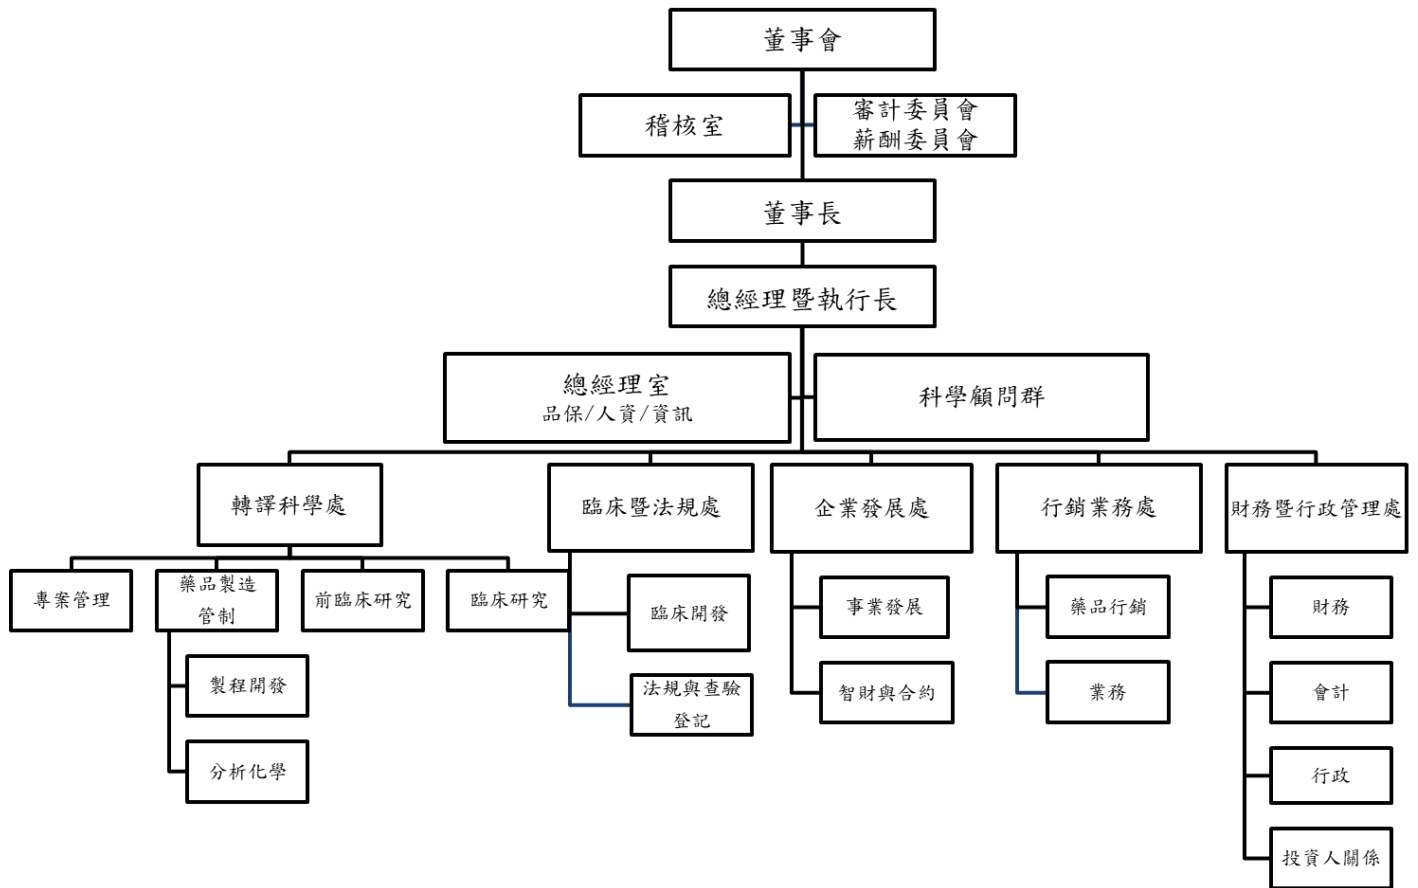 董事會
稽核室
審計委員會
薪酬委員會
董事長
總經理暨執行長
總經理室
品保/人資/資訊
科學顧問群
轉譯科學處
臨床暨法規處
企業發展處
行銷業務處
財務暨行政管理處
專案管理
藥品製造
管制
前臨床研究
臨床研究
製程開發
分析化學
臨床開發
法規與查驗
登記
事業發展
智財與合約
藥品行銷
業務
財務
會計
行政
投資人關係